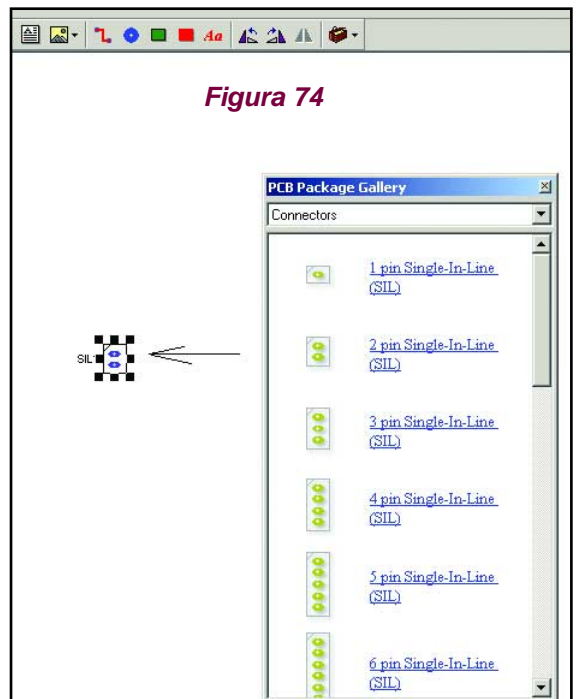 Aa
Figura 74
PCB Package Gallery
Connectors
1 pin Single-In-Line
(SIL)
SIL1
2 pin Single-In-Line
(SIL)
3 pin Single-In-Line
(SIL)
4 pin Single-In-Line
(SIL)
5 pin Single-In-Line
(SIL)
6 pin Single-In-Line
(SIL)